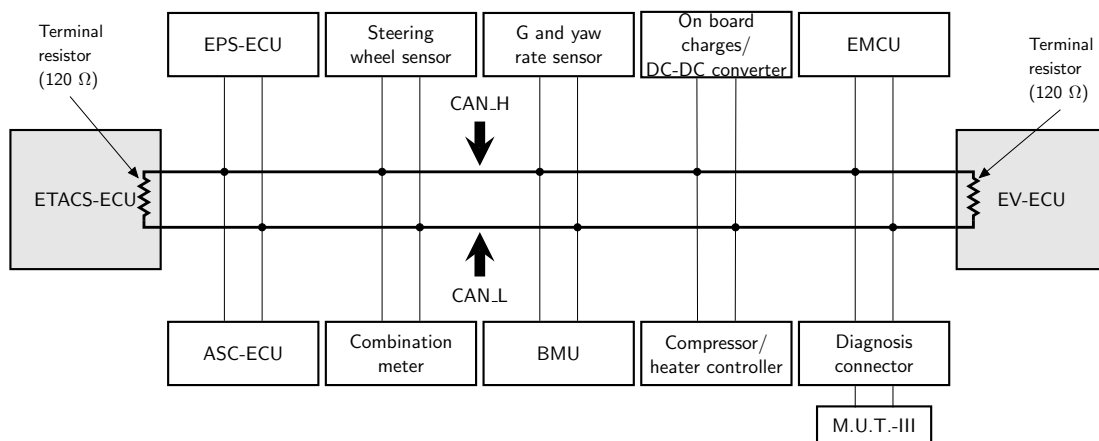 Terminal
resistor
(120 Ω)
EPS-ECU
Steering
wheel sensor
G and yaw
rate sensor
On board
charges/
DC-DC converter
EMCU
Terminal
resistor
(120 Ω)
CAN_H
ETACS-ECU
EV-ECU
CAN_L
ASC-ECU
Combination
meter
BMU
Compressor/
heater controller
Diagnosis
connector
M.U.T.-III